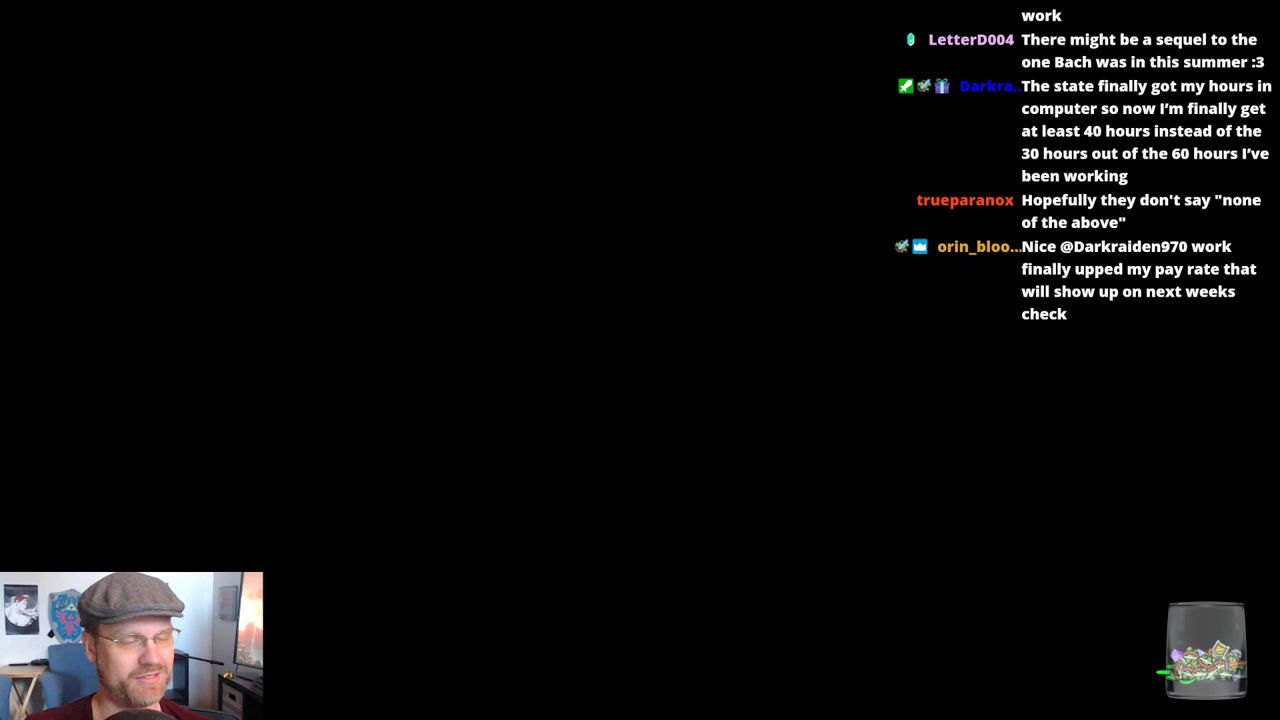 work
LetterD004 There might be a sequel to the
one Bach was in this summer :3
Darkra.. The state finally got my hours in
computer so now I’m finally get
at least 40 hours instead of the
30 hours out of the 60 hours I’ve
been working
trueparanox Hopefully they don't say "none
of the above"
orin_bloo... Nice @Darkraiden970 work
finally upped my pay rate that
will show up on next weeks
check